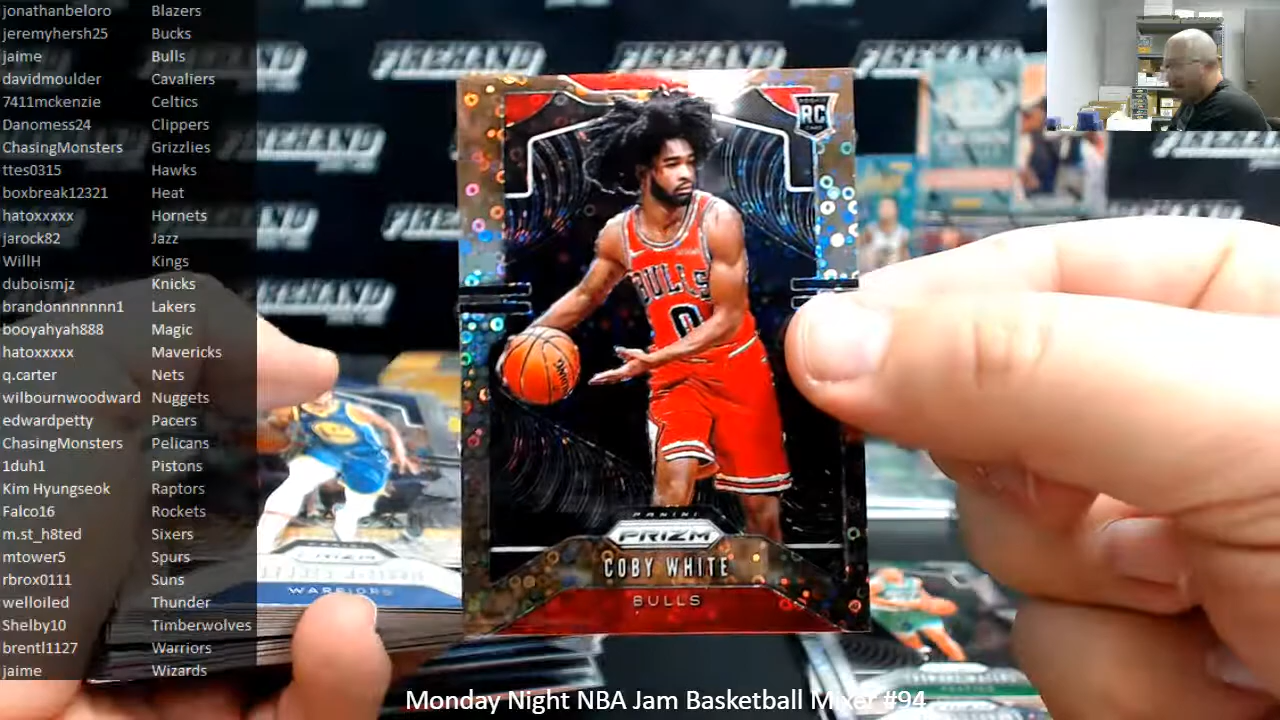 jonathanbeloro Blazers
jeremyhersh25 Bucks
jaime Bulls
davidmoulder Cavaliers
7411mckenzie Celtics
Danomess24 Clippers
ChasingMonsters Grizzlies
ttes0315 Hawks
boxbreak12321 Heat
hatoxxxxx Hornets
jarock82 Jazz
WillH Kings
duboismjz Knicks
brandonnnnnnn1 Lakers
booyahyah888 Magic
hatoxxxxx Mavericks
q.carter Nets
wilbournwoodward Nuggets
edwardpetty Pacers
ChasingMonsters Pelicans
1duh1 Pistons
Kim Hyungseok Raptors
Falco16 Rockets
m.st_h8ted Sixers
mtower5 Spurs
rbrox0111 Suns
welloiled Thunder
Shelby10 Timberwolves
brentl1127 Warriors
jaime Wizards
FIREHAND
FIREHAND
RC
BULLS
0
PANINI
PRIZM
COBY WHITE
BULLS
WARRIORS
Monday Night NBA Jam Basketball Mixer #94